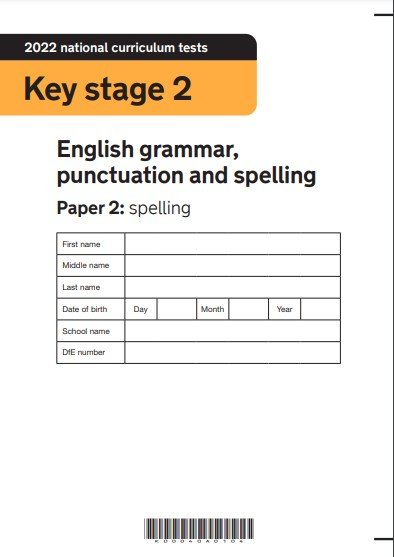 2022 national curriculum tests
Key stage 2
English grammar,
punctuation and spelling
Paper 2: spelling
First name
Middle name
Last name
Date of birth Day Month Year
School name
DfE number